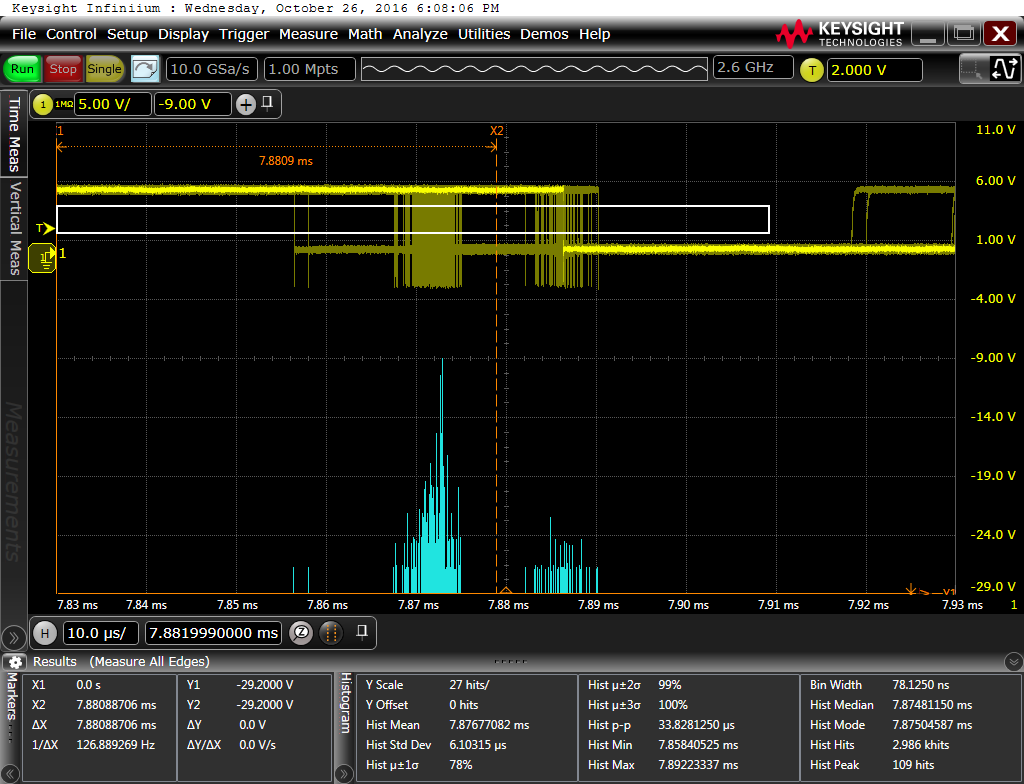 Keysight Infiniium : Wednesday, October 26, 2016 6:08:06 PM
File Control Setup Display Trigger Measure Math Analyze Utilities Demos Help
KEYSIGHT TECHNOLOGIES
Run Stop Single 10.0 GSa/s 1.00 Mpts 2.6 GHz T 2.000 V
1 1MΩ 5.00 V/ -9.00 V
Time Meas
Vertical Meas
Measurements
1 X2 11.0 V
7.8809 ms
6.00 V
T
1.00 V
1 1
-4.00 V
-9.00 V
-14.0 V
-19.0 V
-24.0 V
-29.0 V
Y1
7.83 ms 7.84 ms 7.85 ms 7.86 ms 7.87 ms 7.88 ms 7.89 ms 7.90 ms 7.91 ms 7.92 ms 7.93 ms 1
H 10.0 µs/ 7.8819990000 ms
Results (Measure All Edges)
Markers...
X1 0.0 s
X2 7.88088706 ms
ΔX 7.88088706 ms
1/ΔX 126.889269 Hz
Y1 -29.2000 V
Y2 -29.2000 V
ΔY 0.0 V
ΔY/ΔX 0.0 V/s
Histogram
Y Scale 27 hits/
Y Offset 0 hits
Hist Mean 7.87677082 ms
Hist Std Dev 6.10315 µs
Hist µ±1σ 78%
Hist µ±2σ 99%
Hist µ±3σ 100%
Hist p-p 33.8281250 µs
Hist Min 7.85840525 ms
Hist Max 7.89223337 ms
Bin Width 78.1250 ns
Hist Median 7.87481150 ms
Hist Mode 7.87504587 ms
Hist Hits 2.986 khits
Hist Peak 109 hits